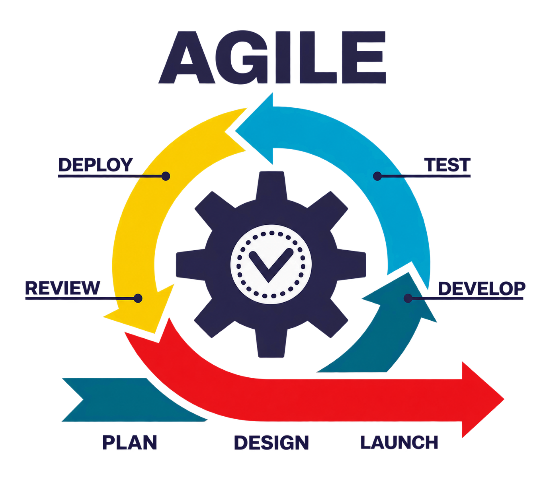 AGILE
DEPLOY
TEST
REVIEW
DEVELOP
PLAN
DESIGN
LAUNCH